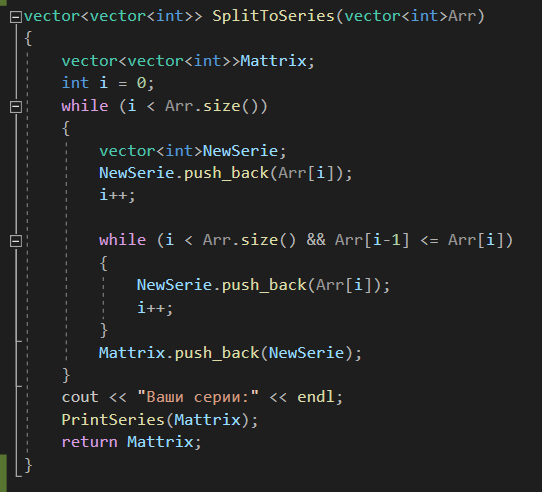 vector<vector<int>> SplitToSeries(vector<int>Arr)
{
    vector<vector<int>>Mattrix;
    int i = 0;
    while (i < Arr.size())
    {
        vector<int>NewSerie;
        NewSerie.push_back(Arr[i]);
        i++;

        while (i < Arr.size() && Arr[i-1] <= Arr[i])
        {
            NewSerie.push_back(Arr[i]);
            i++;
        }
        Mattrix.push_back(NewSerie);
    }
    cout << "Ваши серии:" << endl;
    PrintSeries(Mattrix);
    return Mattrix;
}